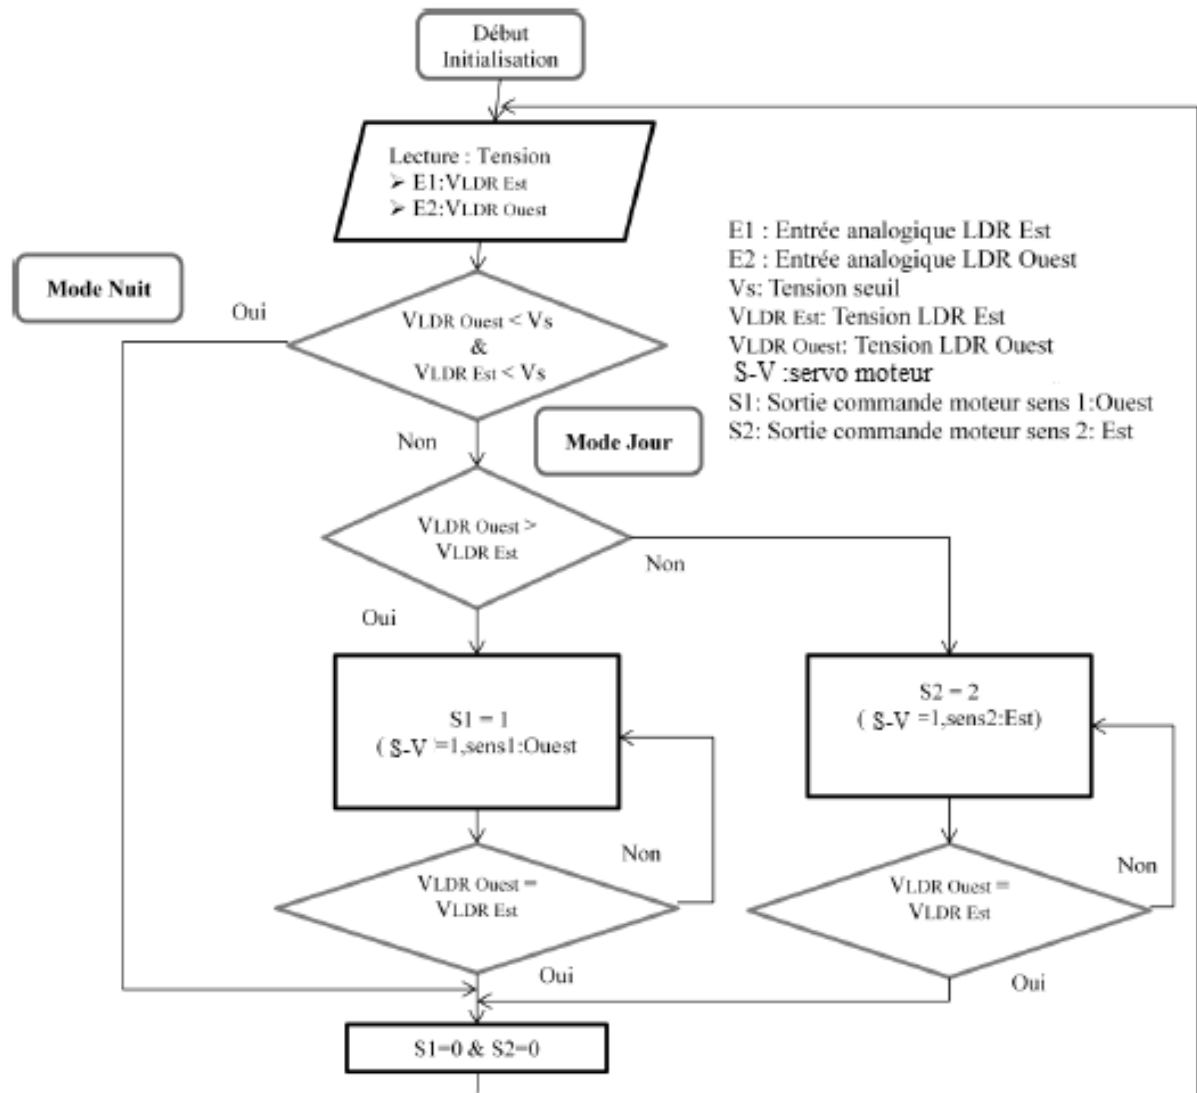 Début
Initialisation
Lecture : Tension
➢ E1:VLDR Est
➢ E2:VLDR Ouest
E1 : Entrée analogique LDR Est
E2 : Entrée analogique LDR Ouest
Vs: Tension seuil
VLDR Est: Tension LDR Est
VLDR Ouest: Tension LDR Ouest
S-V :servo moteur
S1: Sortie commande moteur sens 1:Ouest
S2: Sortie commande moteur sens 2: Est
Mode Nuit
Oui
VLDR Ouest < Vs
&
VLDR Est < Vs
Non
Mode Jour
VLDR Ouest >
VLDR Est
Non
Oui
S1 = 1
( S-V =1,sens1:Ouest
S2 = 2
( S-V =1,sens2:Est)
VLDR Ouest =
VLDR Est
Non
Oui
VLDR Ouest =
VLDR Est
Non
Oui
S1=0 & S2=0